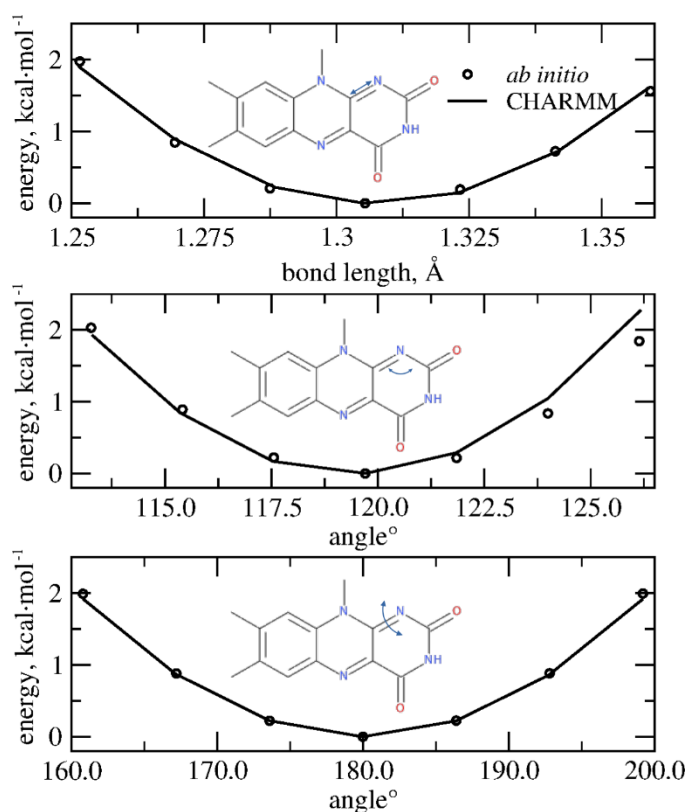 energy, kcal·mol⁻¹
2
1
0
N
N
O
N
NH
O
ab initio
CHARMM
1.25 1.275 1.3 1.325 1.35
bond length, Å
energy, kcal·mol⁻¹
2
1
0
N
N
O
N
NH
O
115.0 117.5 120.0 122.5 125.0
angle°
energy, kcal·mol⁻¹
2
1
0
N
N
O
N
NH
O
160.0 170.0 180.0 190.0 200.0
angle°